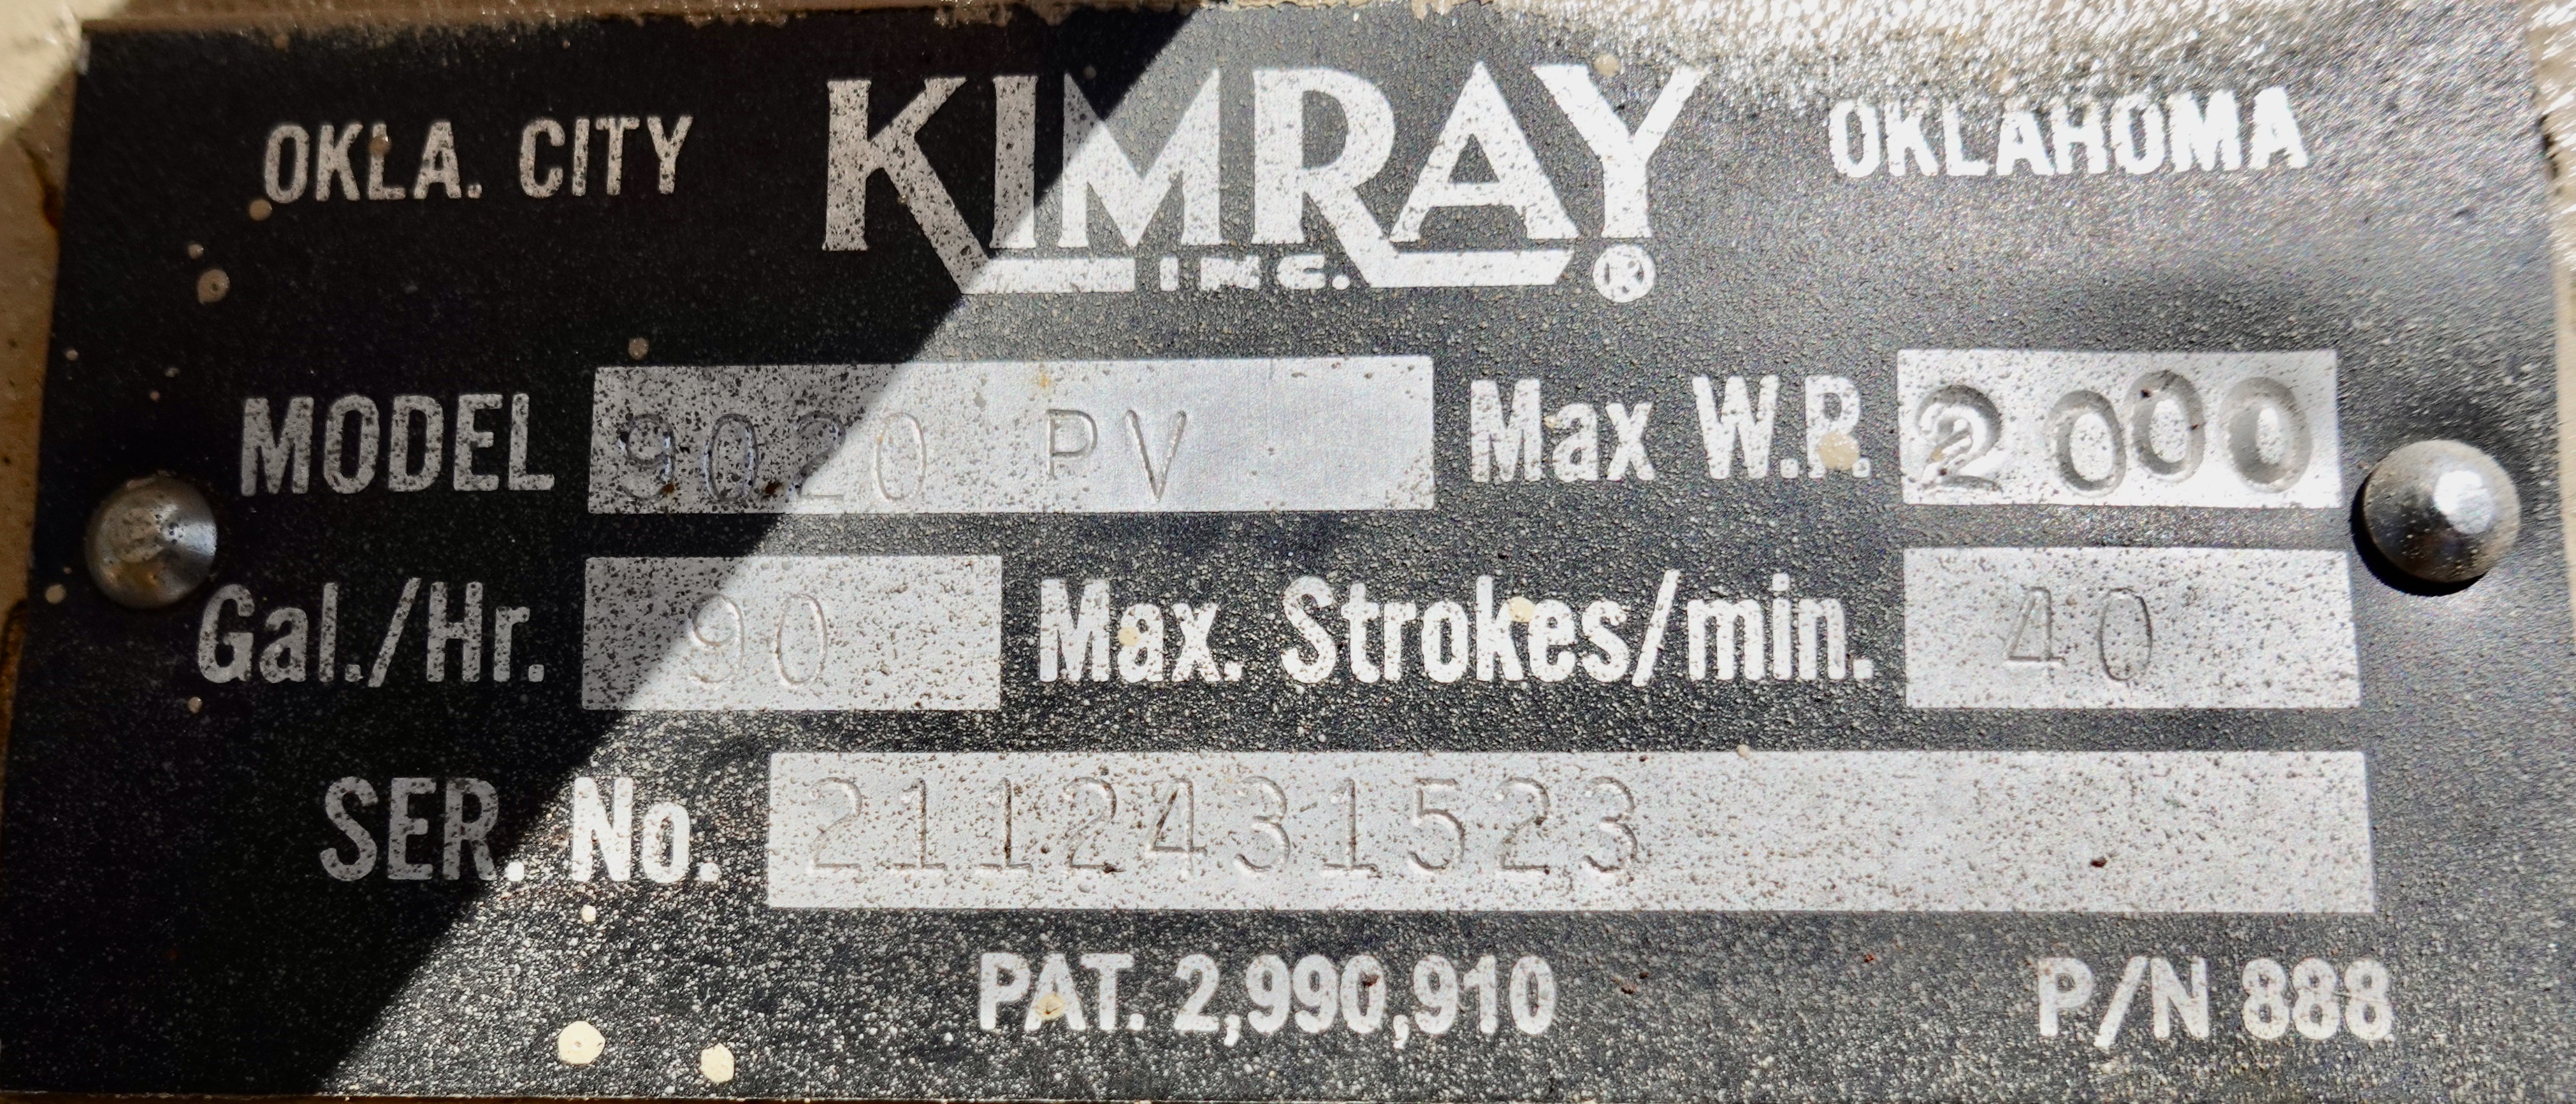 OKLA. CITY KIMRAY OKLAHOMA
INC. ®
MODEL 9020 PV Max W.P. 2000
Gal./Hr. 90 Max. Strokes/min. 40
SER. No. 2112431523
PAT. 2,990,910 P/N 888